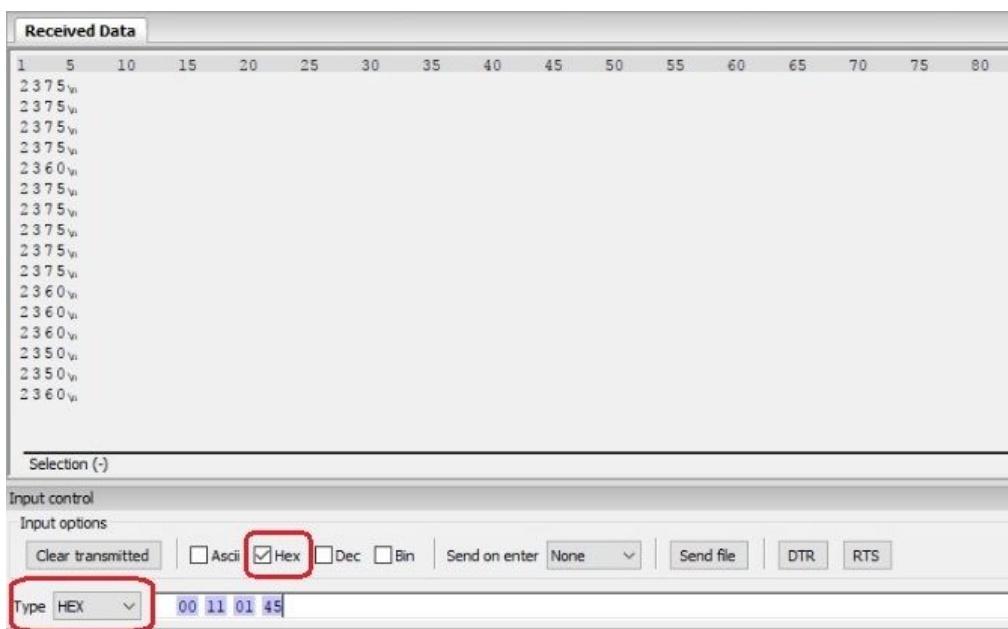 Received Data
1 5 10 15 20 25 30 35 40 45 50 55 60 65 70 75 80
2375\n
2375\n
2375\n
2375\n
2360\n
2375\n
2375\n
2375\n
2375\n
2375\n
2360\n
2360\n
2360\n
2350\n
2350\n
2360\n
Selection (-)
Input control
Input options
Clear transmitted Ascii Hex Dec Bin Send on enter None Send file DTR RTS
Type HEX 00 11 01 45